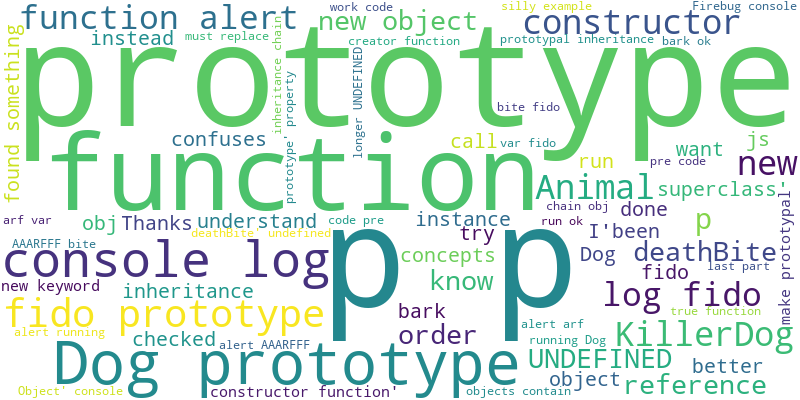 work code
silly example
Firebug console
function alert
new object
constructor
instead
must replace
creator function
prototypal inheritance
bark ok
found something
inheritance chain
prototype' property
longer UNDEFINED
prototype
bite fido
confuses
call
var fido
js
want
function
run
pre code
new
Animal
superclass'
arf var
obj
Thanks
understand
code pre
instance
chain obj
done
p
run ok
I'been
AAARFFF bite
deathBite' undefined
try
console log
p p
concepts
Dog
deathBite
last part
make prototypal
new keyword
inheritance
know
fido
log fido
fido prototype
bark
order
true function
alert running
checked
alert AAARFFF
alert arf
running Dog
KillerDog
Dog prototype
UNDEFINED
better
object
reference
Object' console
constructor function'
objects contain